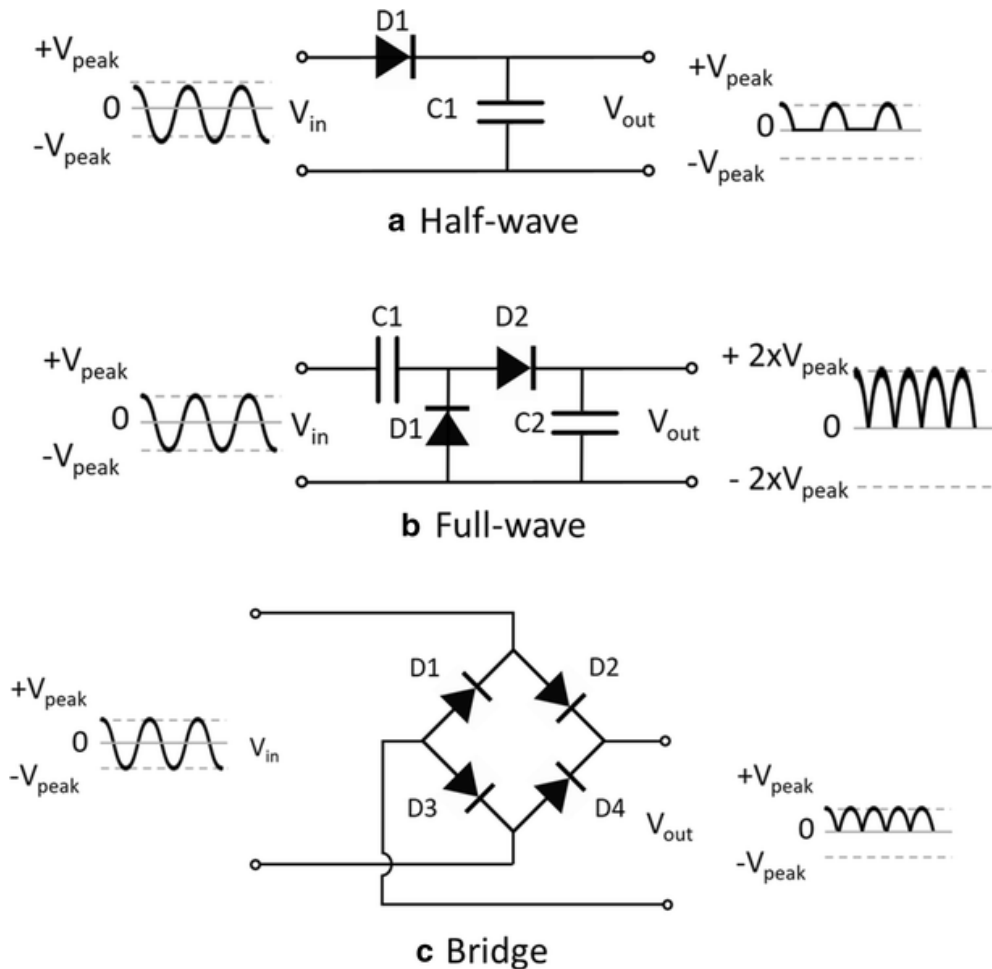 D1
+Vpeak
0
-Vpeak
Vin
C1
Vout
+Vpeak
0
-Vpeak
a Half-wave
C1
D2
+Vpeak
0
-Vpeak
Vin
D1
C2
Vout
+ 2xVpeak
0
- 2xVpeak
b Full-wave
D1
D2
+Vpeak
0
-Vpeak
Vin
D3
D4
Vout
+Vpeak
0
-Vpeak
c Bridge